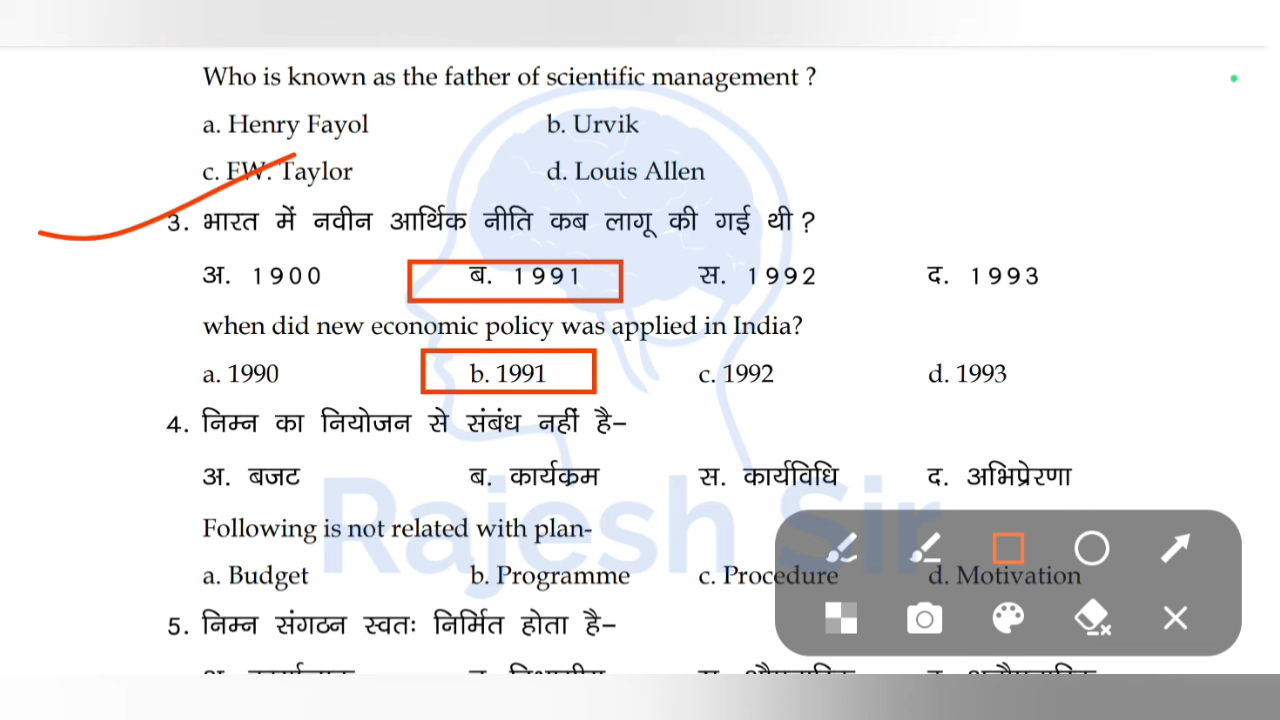 Who is known as the father of scientific management ?
a. Henry Fayol b. Urvik
c. FW. Taylor d. Louis Allen
3. भारत में नवीन आर्थिक नीति कब लागू की गई थी ?
अ. 1900 ब. 1991 स. 1992 द. 1993
when did new economic policy was applied in India?
a. 1990 b. 1991 c. 1992 d. 1993
4. निम्न का नियोजन से संबंध नहीं है–
अ. बजट ब. कार्यक्रम स. कार्यविधि द. अभिप्रेरणा
Rajesh Sir
Following is not related with plan-
a. Budget b. Programme c. Procedure d. Motivation
5. निम्न संगठन स्वतः निर्मित होता है–